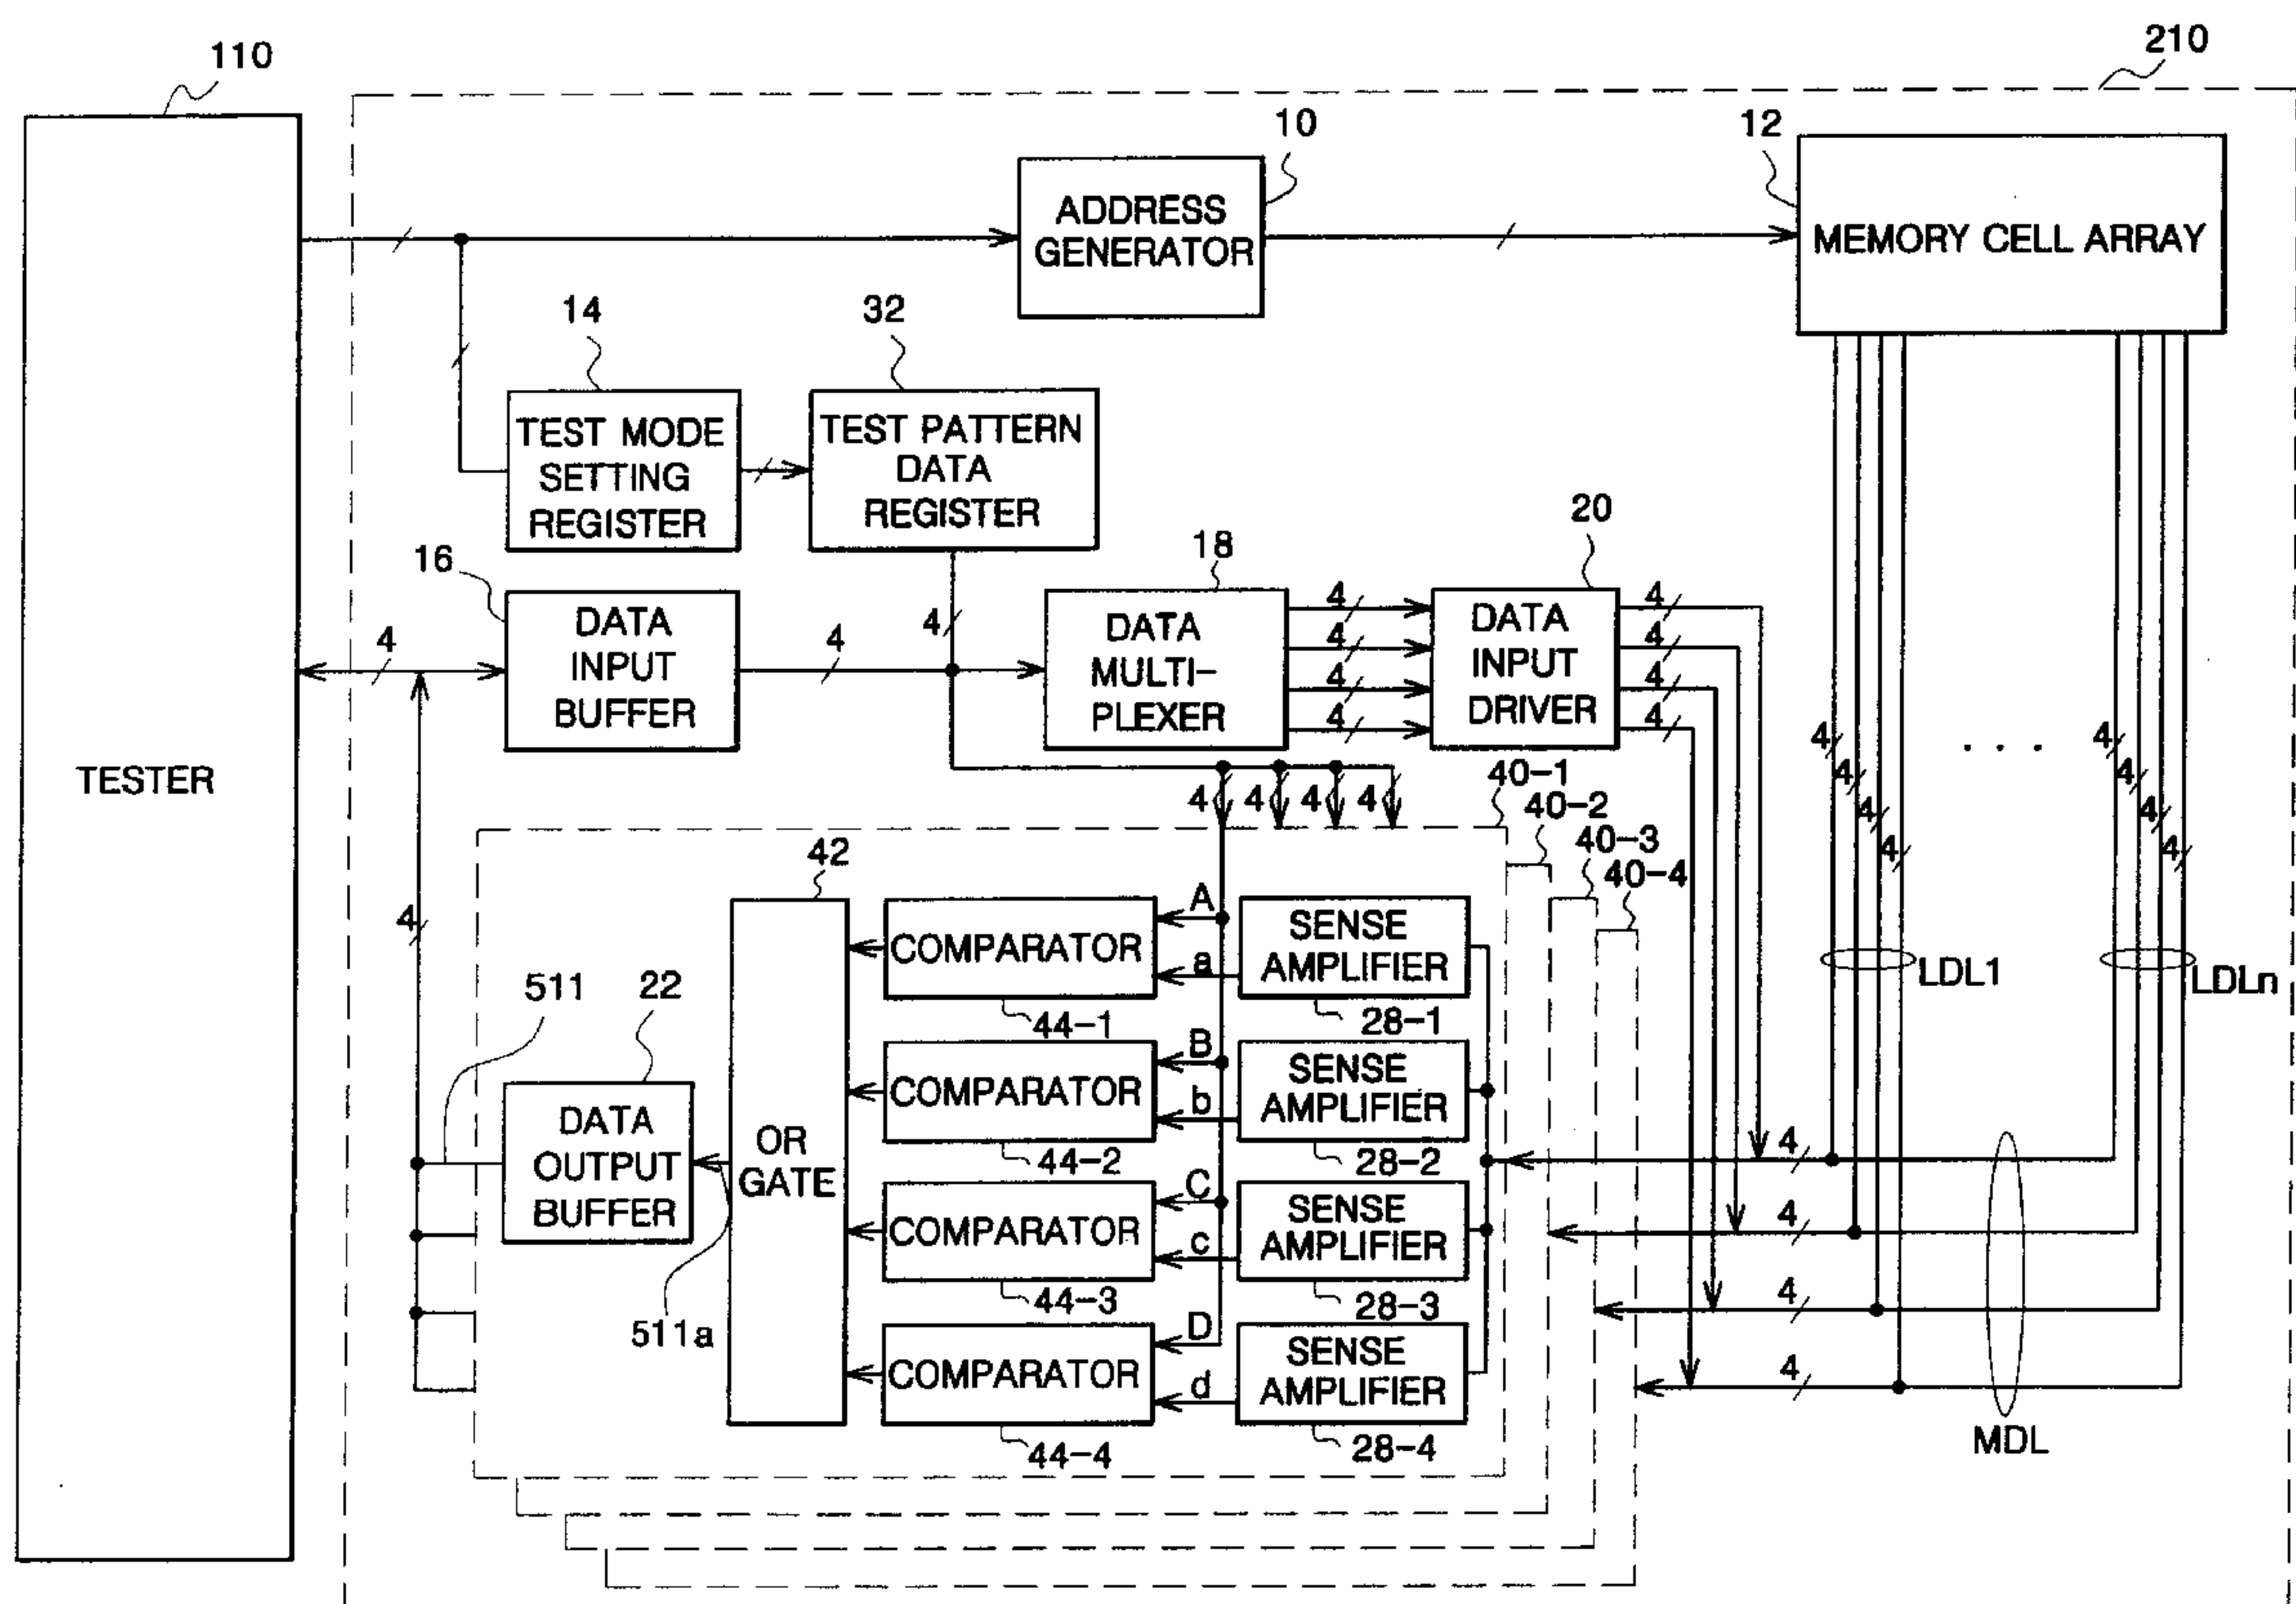 110
210
10
12
ADDRESS
GENERATOR
MEMORY CELL ARRAY
14
32
TEST MODE
SETTING
REGISTER
TEST PATTERN
DATA
REGISTER
16
18
20
DATA
INPUT
BUFFER
DATA
MULTI-
PLEXER
DATA
INPUT
DRIVER
4
4
4
4
4
4
4
4
4
4
4
TESTER
4
4
4
4
4
4
4
4
. . .
4
4
4
4
40-1
40-2
40-3
40-4
42
4
A
a
COMPARATOR
44-1
SENSE
AMPLIFIER
28-1
LDL1
LDLn
511
22
B
b
COMPARATOR
44-2
SENSE
AMPLIFIER
28-2
DATA
OUTPUT
BUFFER
OR
GATE
C
c
COMPARATOR
44-3
SENSE
AMPLIFIER
28-3
511a
D
d
COMPARATOR
44-4
SENSE
AMPLIFIER
28-4
4
4
4
4
MDL